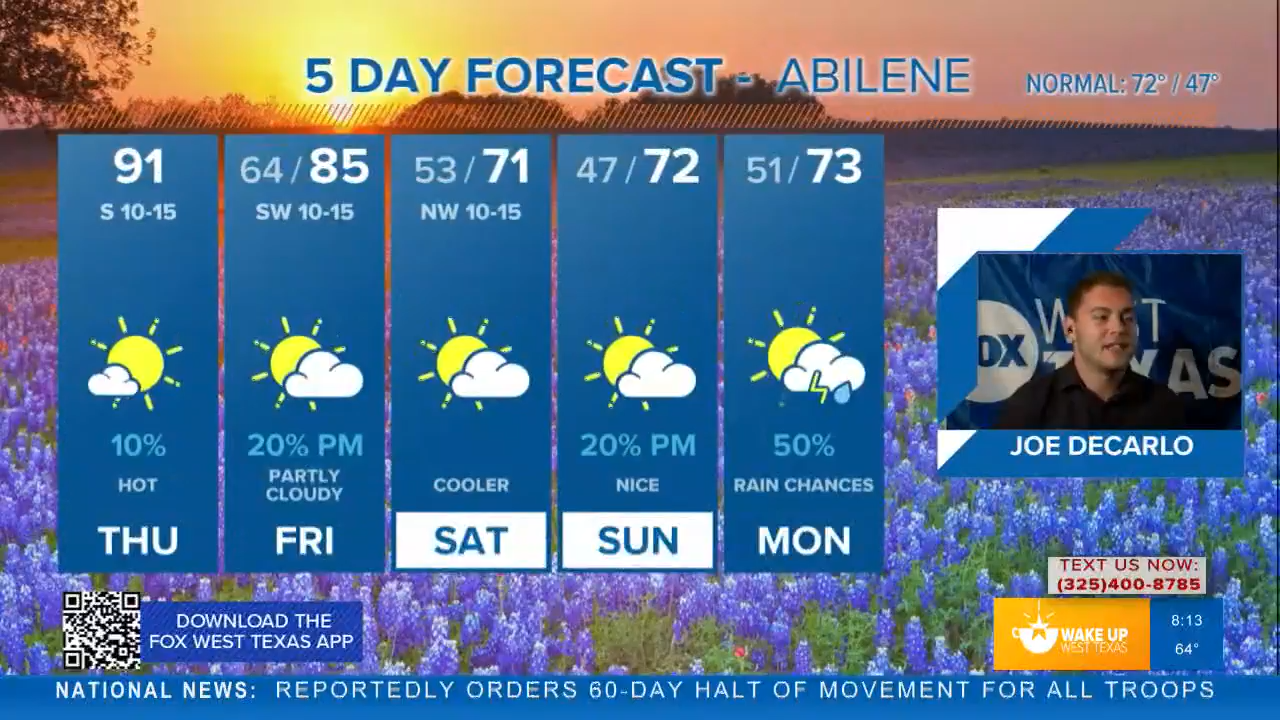 5 DAY FORECAST - ABILENE
NORMAL: 72° / 47°
91
S 10-15
10%
HOT
THU
64 / 85
SW 10-15
20% PM
PARTLY
CLOUDY
FRI
53 / 71
NW 10-15
COOLER
SAT
47 / 72
20% PM
NICE
SUN
51 / 73
50%
RAIN CHANCES
MON
OX
WEST
TEXAS
JOE DECARLO
TEXT US NOW:
(325)400-8785
DOWNLOAD THE
FOX WEST TEXAS APP
WAKE UP
WEST TEXAS
8:13
64°
NATIONAL NEWS: REPORTEDLY ORDERS 60-DAY HALT OF MOVEMENT FOR ALL TROOPS